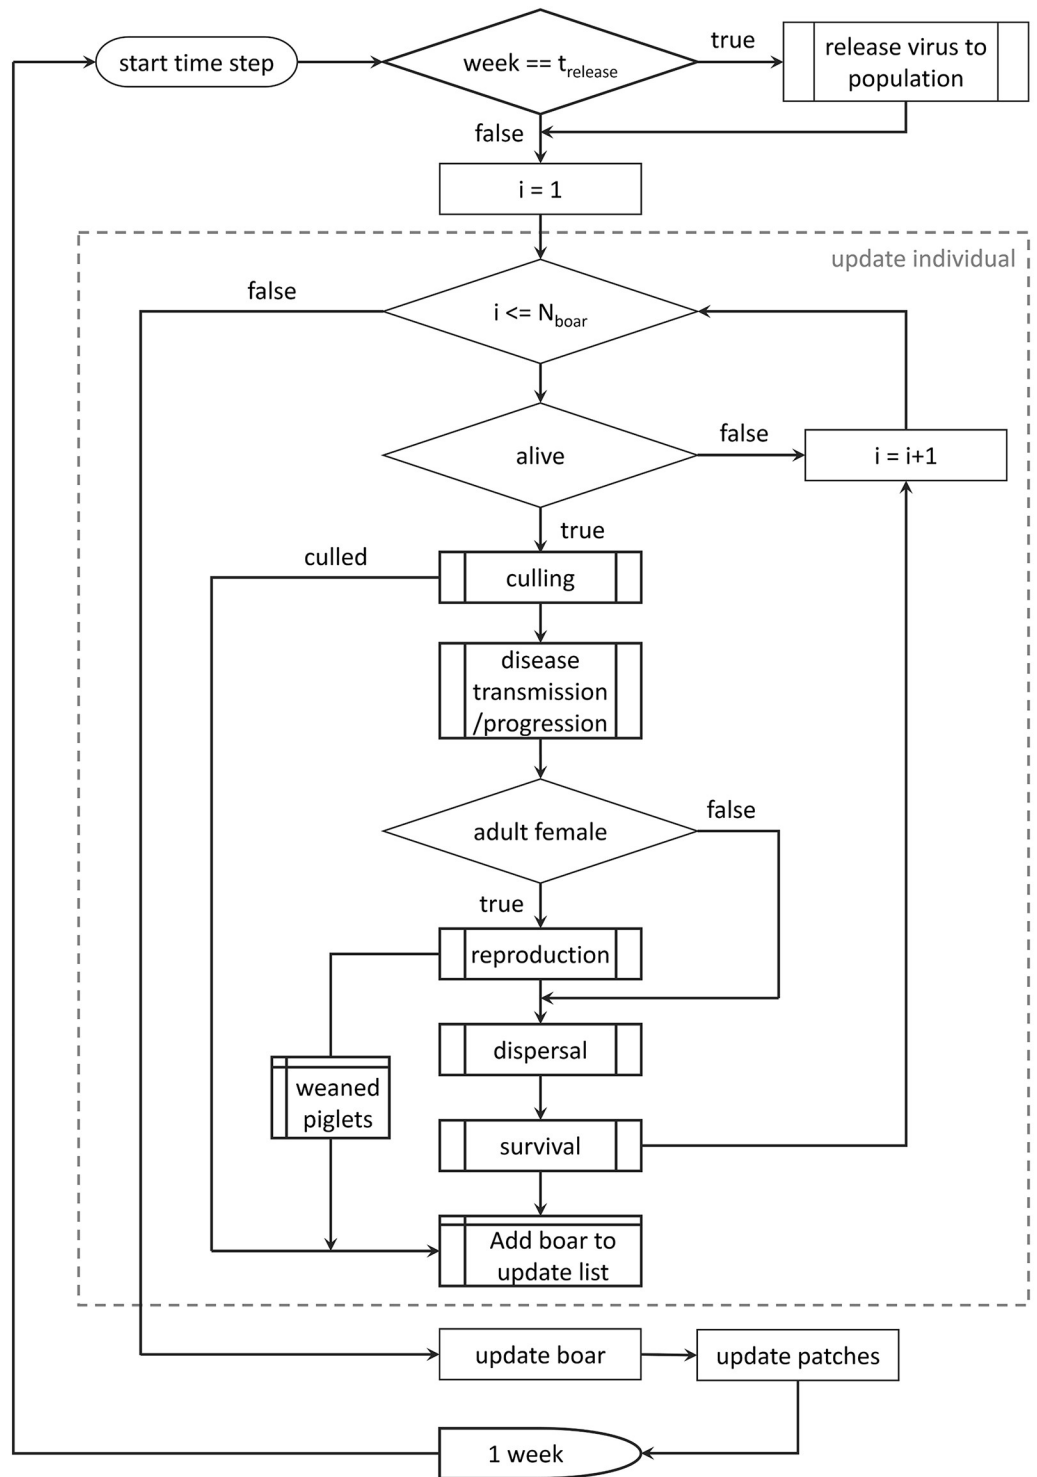 start time step
week == t_release
true
release virus to
population
false
i = 1
update individual
false
i <= N_boar
alive
false
i = i+1
true
culled
culling
disease
transmission
/progression
adult female
false
true
reproduction
dispersal
weaned
piglets
survival
Add boar to
update list
update boar
update patches
1 week